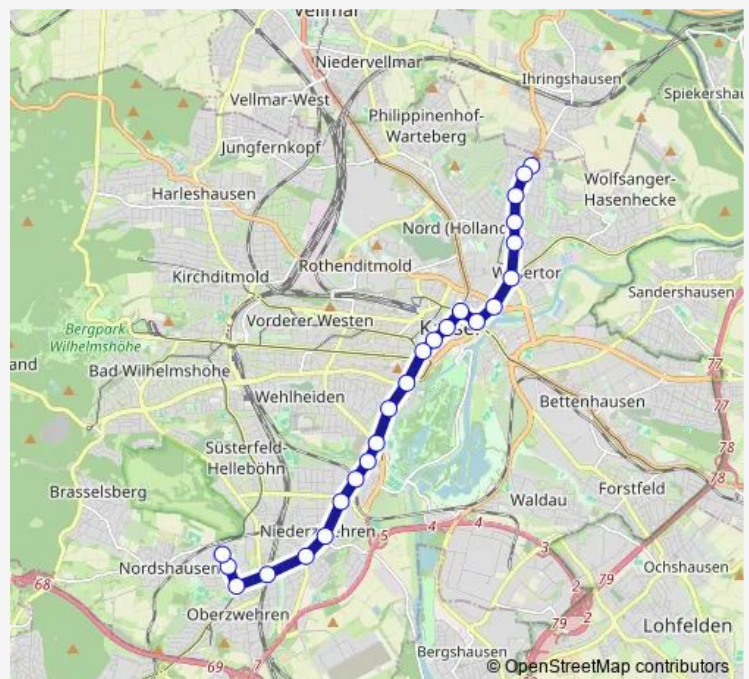 Vellmar
Niedervellmar
Ihringshausen
Vellmar-West
Philippinenhof-
Warteberg
Jungfernkopf
Wolfsanger-
Hasenhecke
Harleshausen
Nord (Holland
Rothenditmold
Kirchditmold
Sandershausen
Vorderer Westen
Bergpark
Wilhelmshöhe
and
Bad Wilhelmshöhe
77
Wehlheiden
77
Bettenhausen
Süsterfeld-
Helleböhn
78
78
Brasselsberg
Forstfeld
Waldau
5
4
4
3
Nordshausen
Ochshausen
68
2
79
Oberzwehren
2
79
Lohfelden
Bergshausen
69
7
© OpenStreetMap contributors